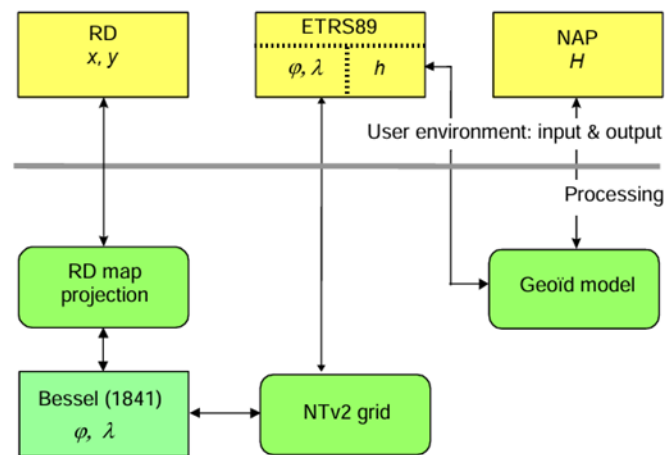 RD
x, y
ETRS89
φ, λ
h
NAP
H
User environment: input & output
Processing
RD map
projection
Geoïd model
Bessel (1841)
φ, λ
NTv2 grid